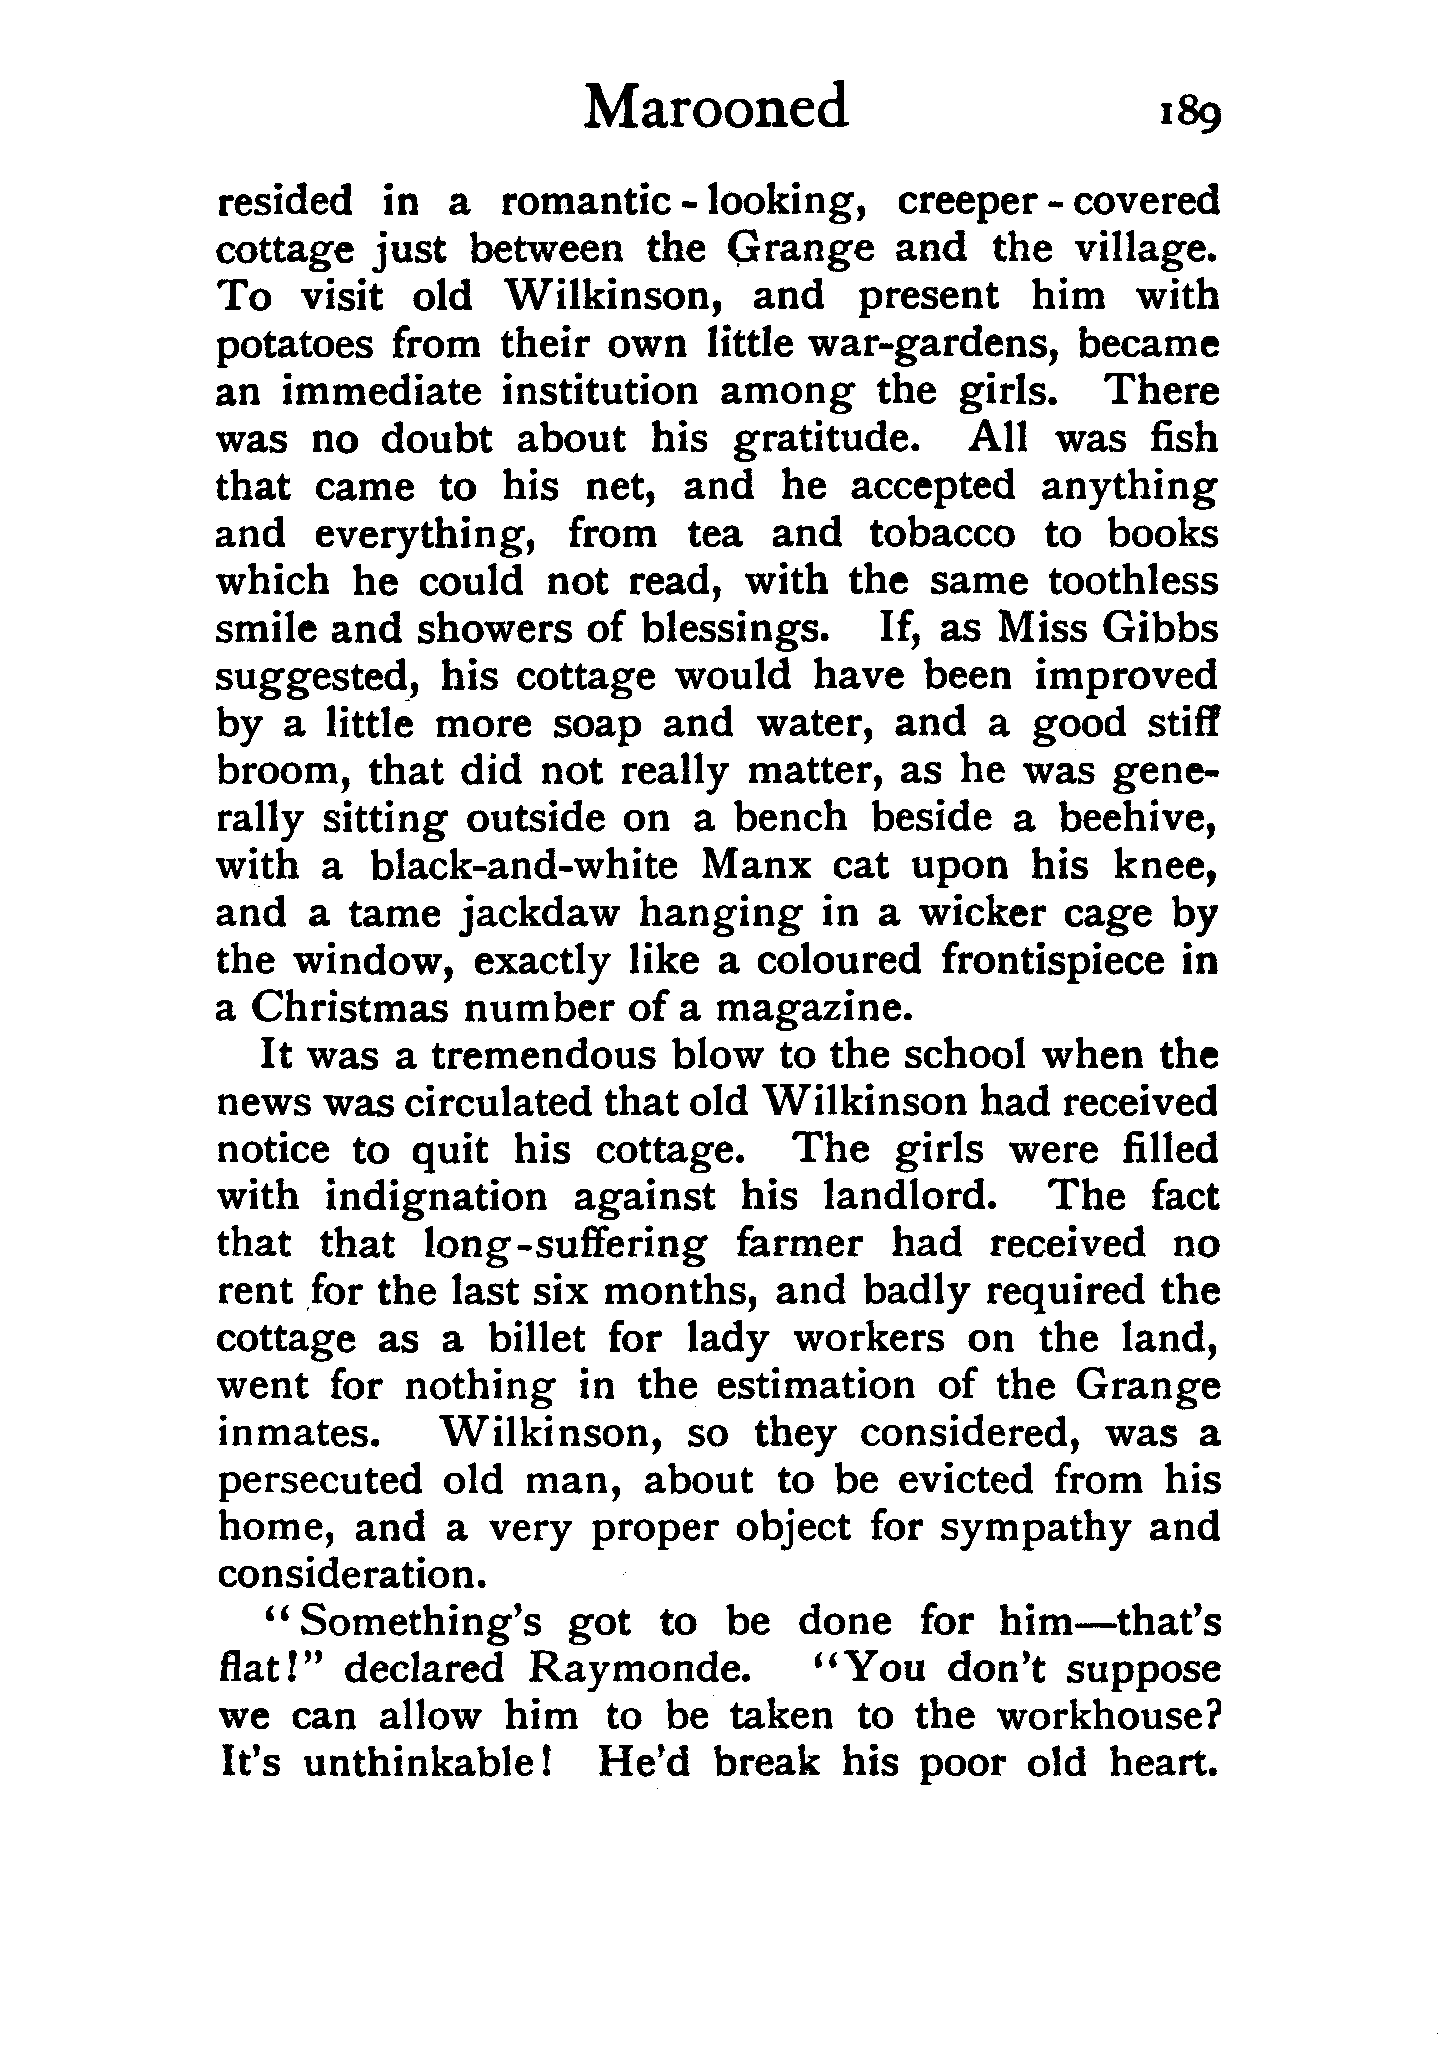 Marooned 189
resided in a romantic-looking, creeper-covered
cottage just between the Grange and the village.
To visit old Wilkinson, and present him with
potatoes from their own little war-gardens, became
an immediate institution among the girls. There
was no doubt about his gratitude. All was fish
that came to his net, and he accepted anything
and everything, from tea and tobacco to books
which he could not read, with the same toothless
smile and showers of blessings. If, as Miss Gibbs
suggested, his cottage would have been improved
by a little more soap and water, and a good stiff
broom, that did not really matter, as he was gene-
rally sitting outside on a bench beside a beehive,
with a black-and-white Manx cat upon his knee,
and a tame jackdaw hanging in a wicker cage by
the window, exactly like a coloured frontispiece in
a Christmas number of a magazine.
It was a tremendous blow to the school when the
news was circulated that old Wilkinson had received
notice to quit his cottage. The girls were filled
with indignation against his landlord. The fact
that that long-suffering farmer had received no
rent for the last six months, and badly required the
cottage as a billet for lady workers on the land,
went for nothing in the estimation of the Grange
inmates. Wilkinson, so they considered, was a
persecuted old man, about to be evicted from his
home, and a very proper object for sympathy and
consideration.
“Something's got to be done for him—that's
flat!” declared Raymonde. “You don't suppose
we can allow him to be taken to the workhouse?
It's unthinkable! He'd break his poor old heart.